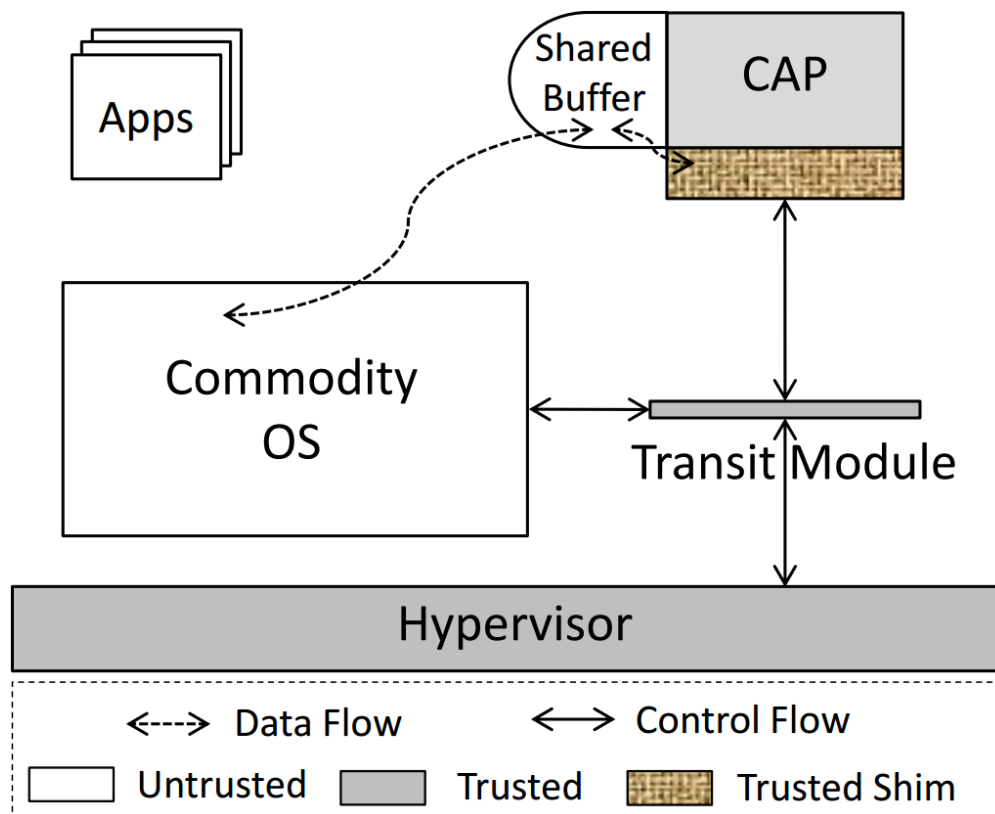 Apps
Shared
Buffer
CAP
Commodity
OS
Transit Module
Hypervisor
Data Flow
Control Flow
Untrusted
Trusted
Trusted Shim